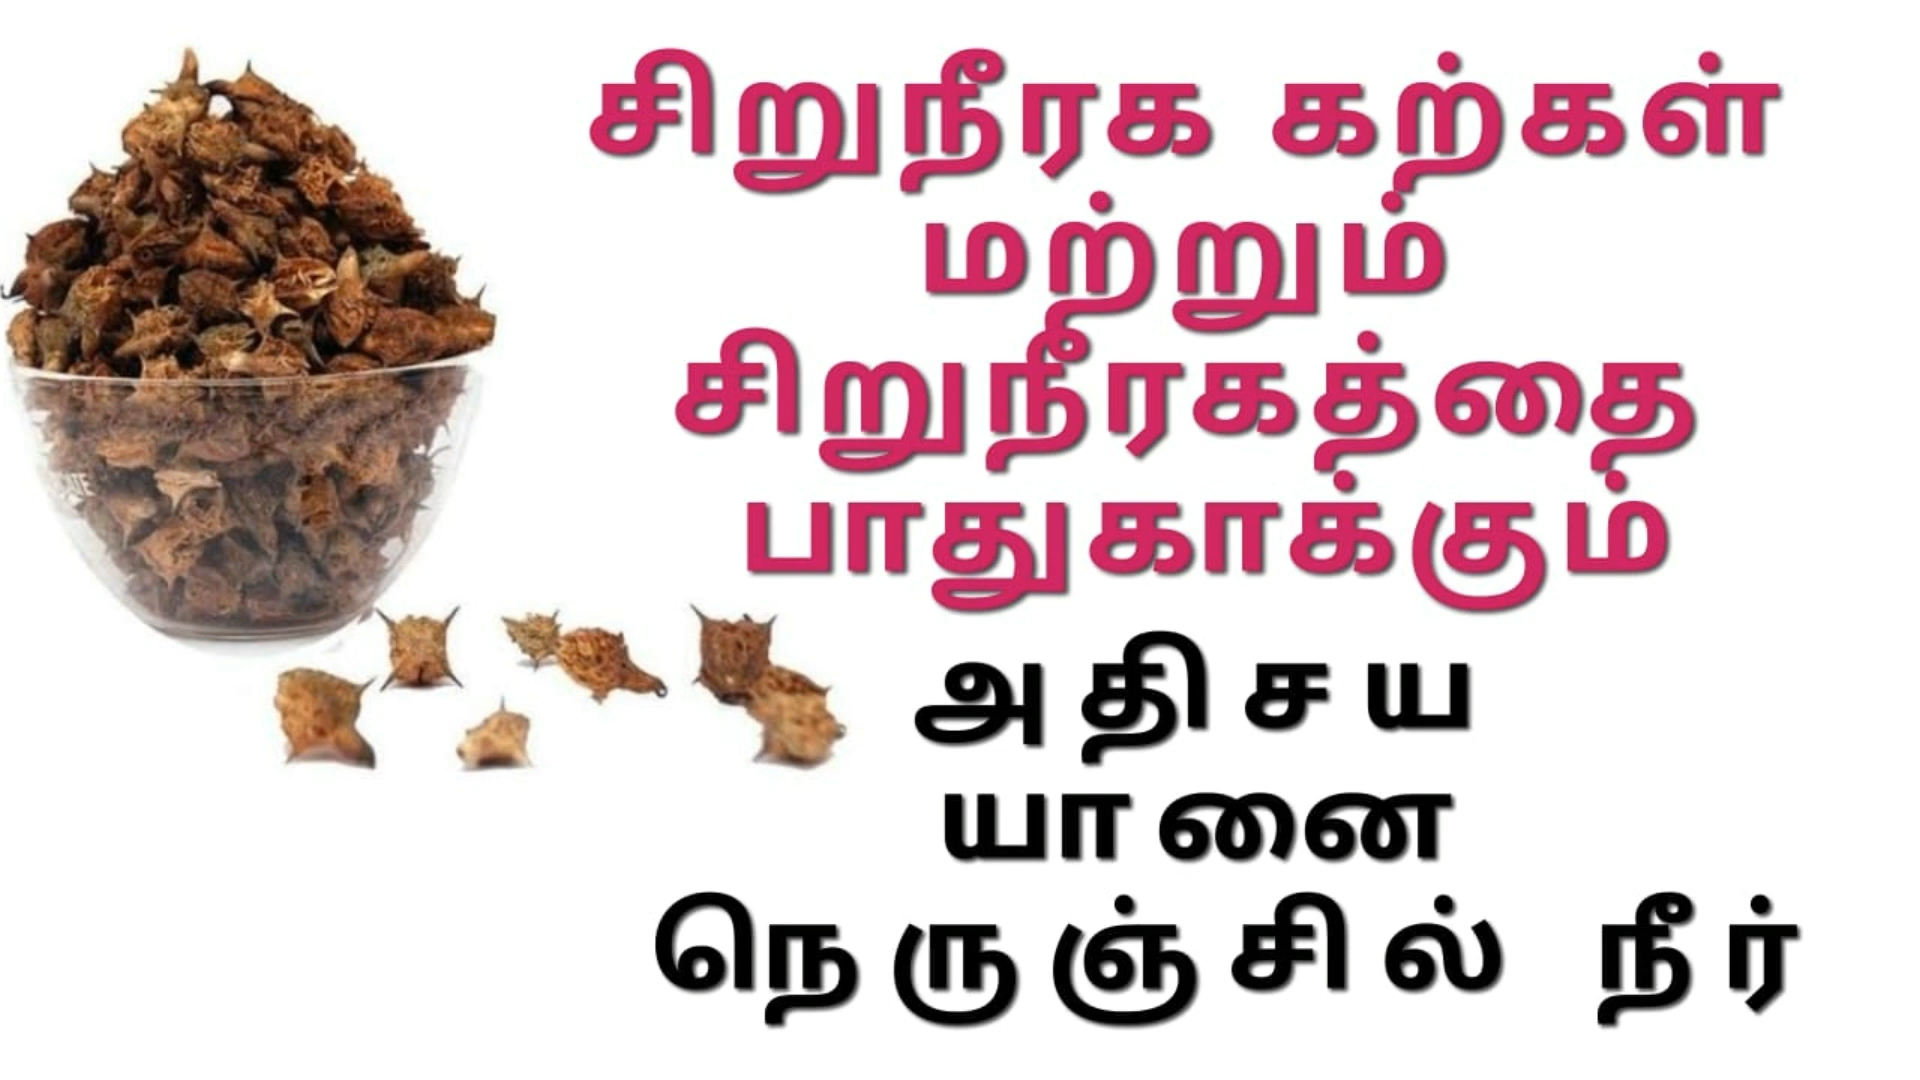 சிறுநீரக கற்கள்
மற்றும்
சிறுநீரகத்தை
பாதுகாக்கும்
அதிசய
யானை
நெருஞ்சில் நீர்